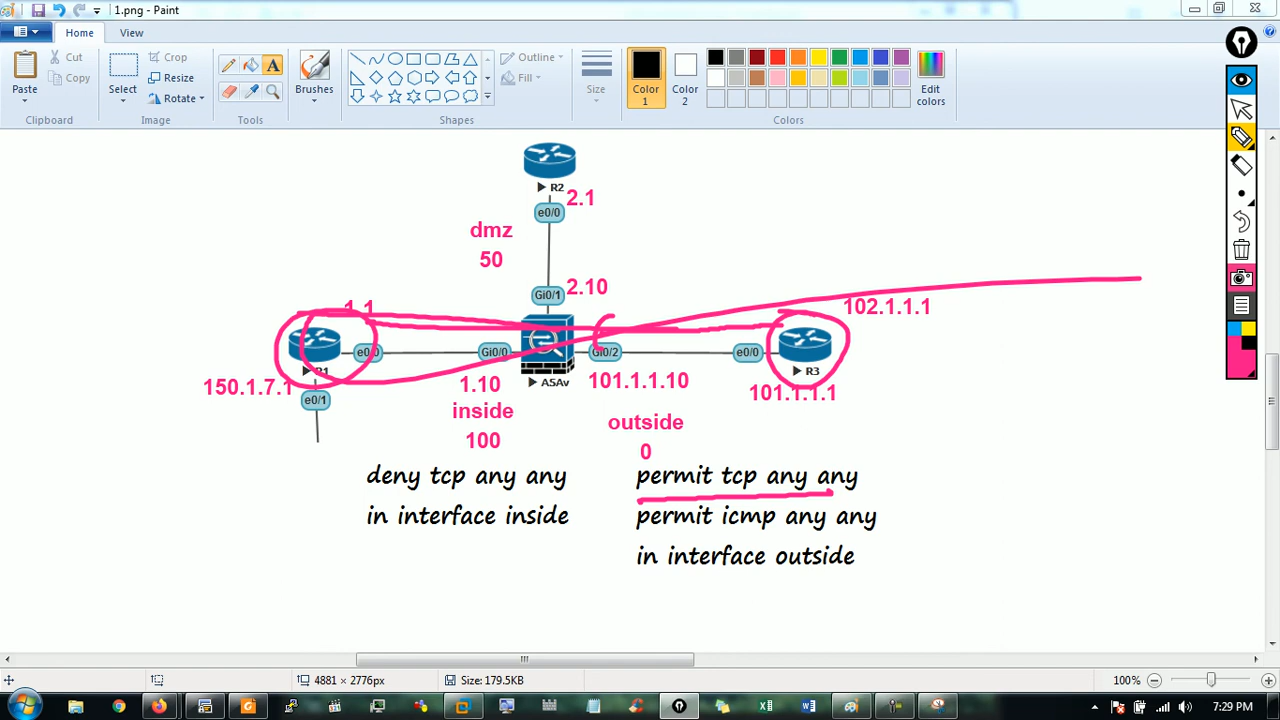 1.png - Paint
Home
View
Paste
Cut
Copy
Clipboard
Select
Crop
Resize
Rotate
Image
Tools
Brushes
Outline
Fill
Shapes
Size
Color 1
Color 2
Edit colors
Colors
R2
2.1
e0/0
dmz
50
2.10
Gi0/1
1.1
102.1.1.1
e0/0
Gi0/0
Gi0/2
e0/0
R1
ASAv
R3
150.1.7.1
1.10
101.1.1.10
101.1.1.1
e0/1
inside
100
outside
0
deny tcp any any
in interface inside
permit tcp any any
permit icmp any any
in interface outside
4881 × 2776px
Size: 179.5KB
100%
7:29 PM